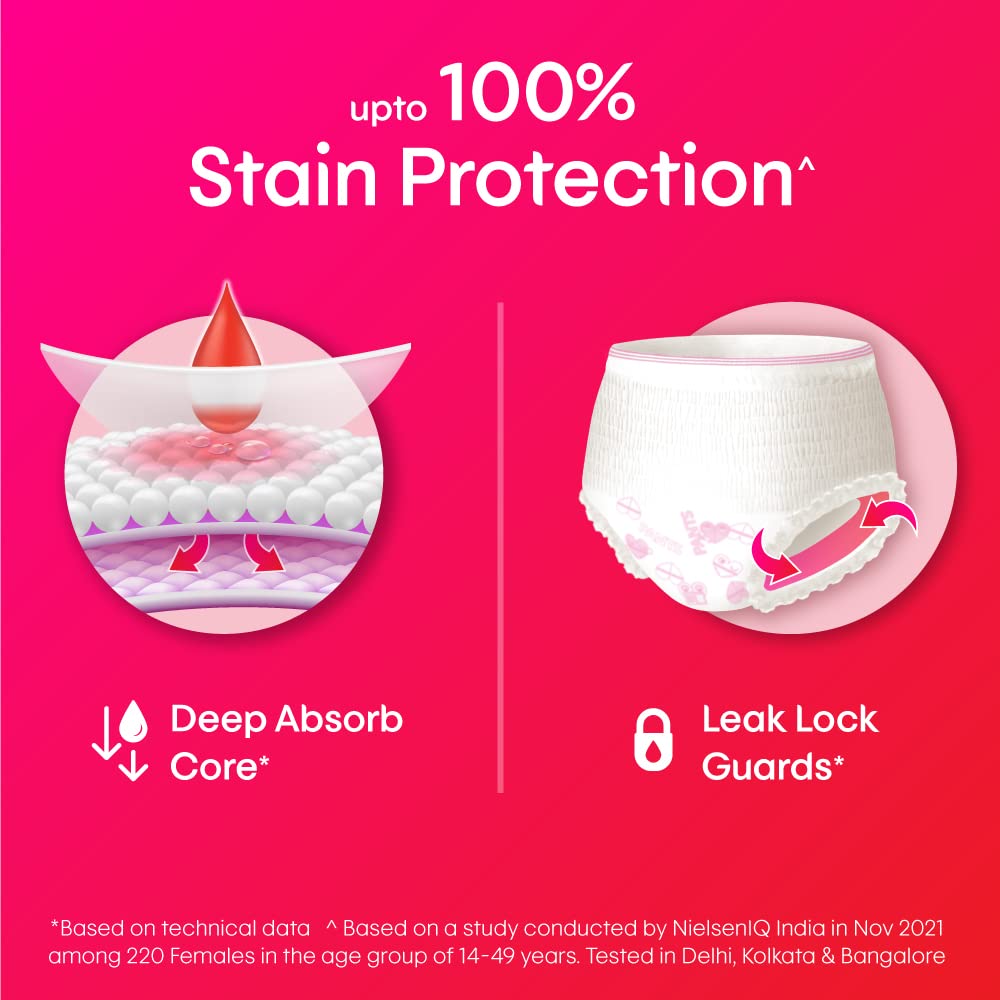 upto 100%
Stain Protection^
Deep Absorb
Core*
Leak Lock
Guards*
*Based on technical data ^ Based on a study conducted by NielsenIQ India in Nov 2021
among 220 Females in the age group of 14-49 years. Tested in Delhi, Kolkata & Bangalore